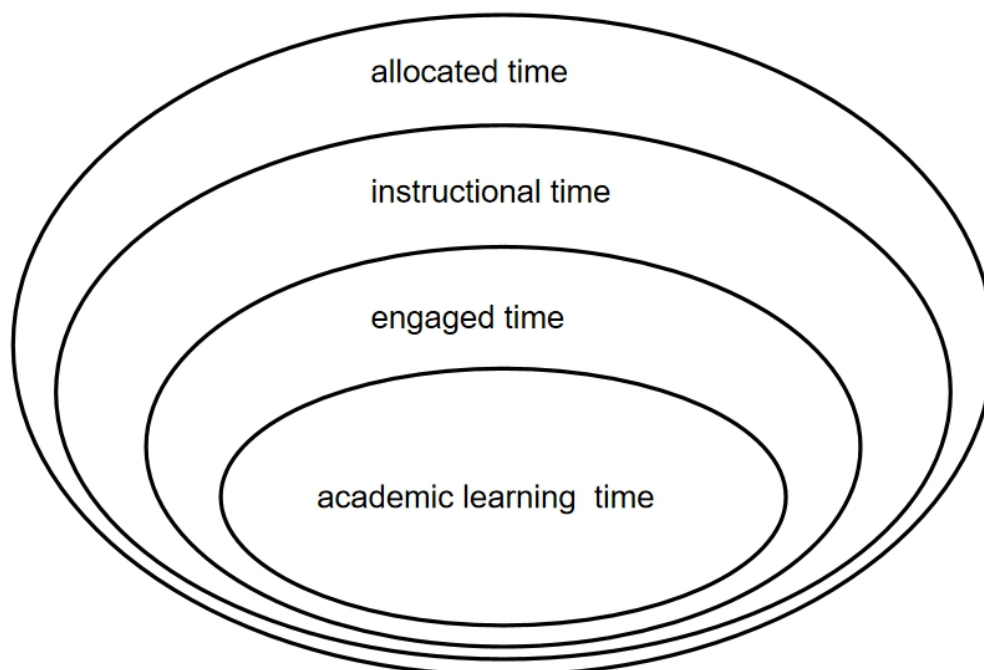 allocated time
instructional time
engaged time
academic learning  time